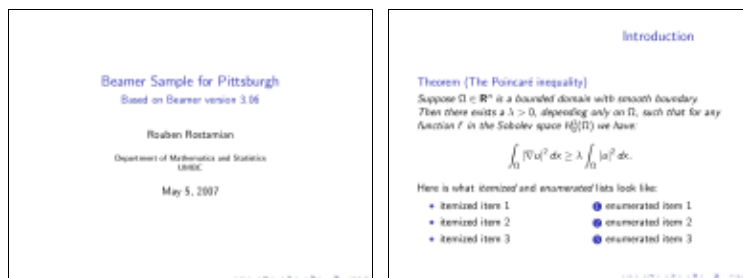 Beamer Sample for Pittsburgh
Based on Beamer version 3.06
Rouben Rostamian
Department of Mathematics and Statistics
UMBC
May 5, 2007
Introduction
Theorem (The Poincaré inequality)
Suppose Ω ∈ Rⁿ is a bounded domain with smooth boundary.
Then there exists a λ > 0, depending only on Ω, such that for any
function f in the Sobolev space H¹₀(Ω) we have:
∫_Ω |∇u|² dx ≥ λ ∫_Ω |u|² dx.
Here is what itemized and enumerated lists look like:
• itemized item 1
• itemized item 2
• itemized item 3
1 enumerated item 1
2 enumerated item 2
3 enumerated item 3